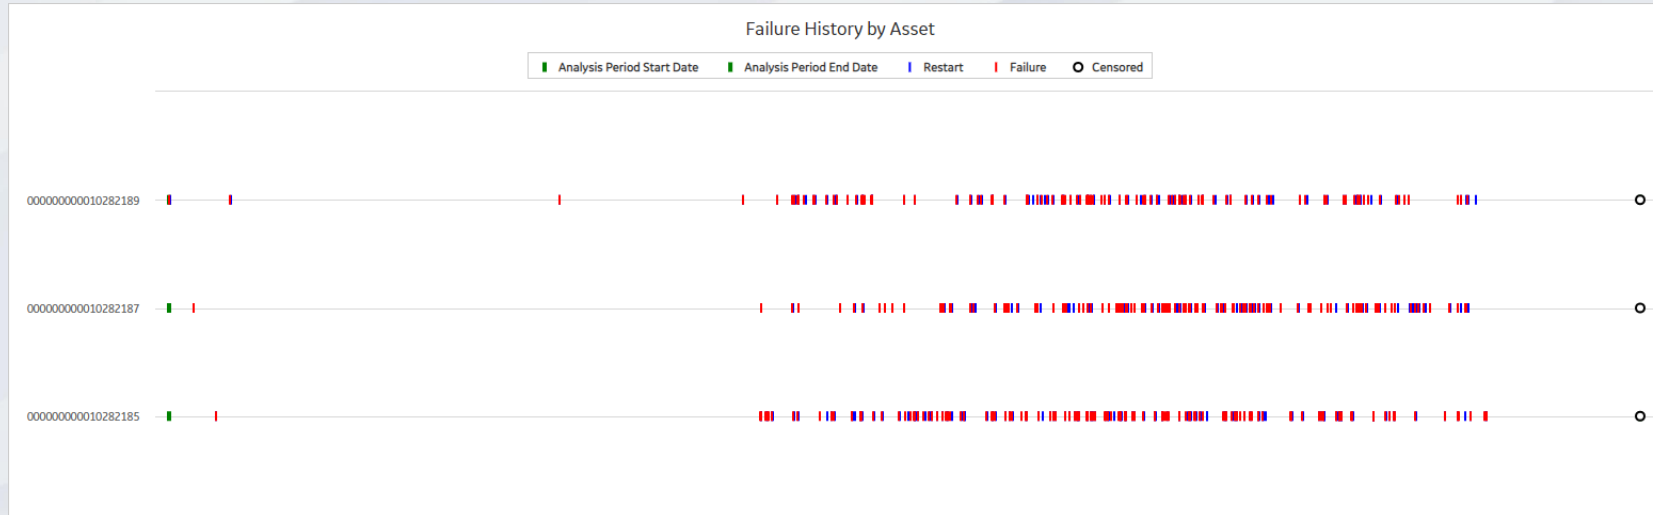 Failure History by Asset
Analysis Period Start Date Analysis Period End Date Restart Failure Censored
000000000010282189
000000000010282187
000000000010282185